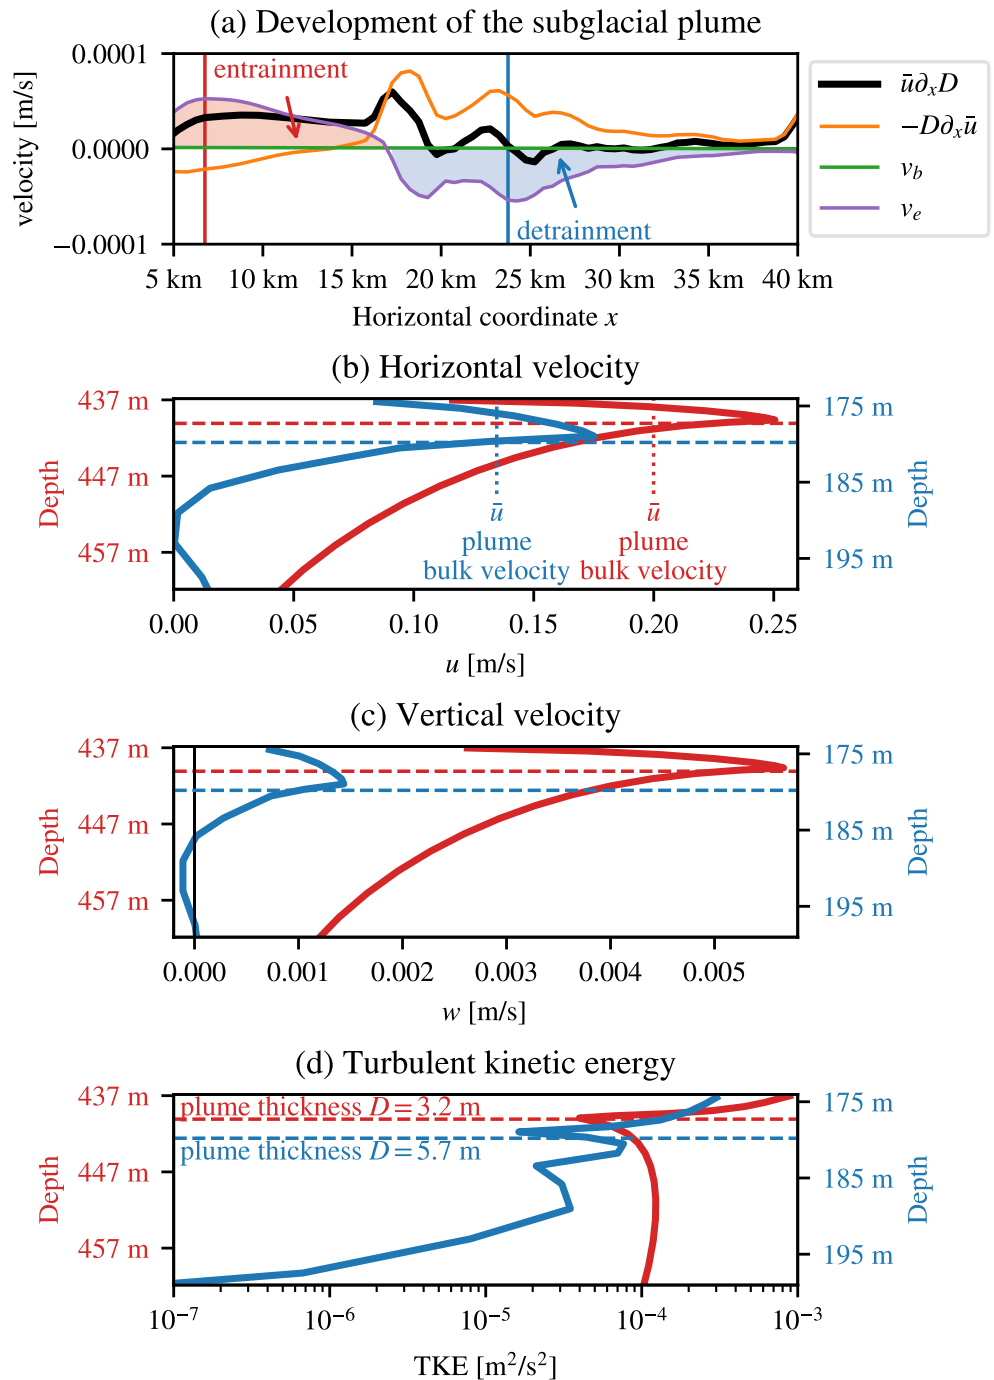 (a) Development of the subglacial plume
0.0001
0.0000
−0.0001
velocity [m/s]
entrainment
detrainment
ū∂ₓD
−D∂ₓū
v_b
v_e
5 km 10 km 15 km 20 km 25 km 30 km 35 km 40 km
Horizontal coordinate x
(b) Horizontal velocity
437 m
447 m
457 m
Depth
175 m
185 m
195 m
Depth
ū
plume
bulk velocity
ū
plume
bulk velocity
0.00 0.05 0.10 0.15 0.20 0.25
u [m/s]
(c) Vertical velocity
437 m
447 m
457 m
Depth
175 m
185 m
195 m
Depth
0.000 0.001 0.002 0.003 0.004 0.005
w [m/s]
(d) Turbulent kinetic energy
437 m
447 m
457 m
Depth
175 m
185 m
195 m
Depth
plume thickness D = 3.2 m
plume thickness D = 5.7 m
10⁻⁷ 10⁻⁶ 10⁻⁵ 10⁻⁴ 10⁻³
TKE [m²/s²]